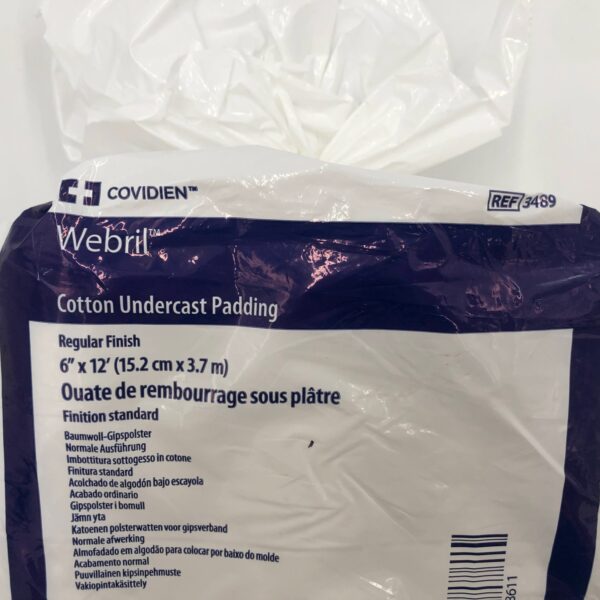 COVIDIEN™
REF 3489
Webril™
Cotton Undercast Padding
Regular Finish
6" x 12' (15.2 cm x 3.7 m)
Ouate de rembourrage sous plâtre
Finition standard
Baumwoll-Gipspolster
Normale Ausführung
Imbottitura sottogesso in cotone
Finitura standard
Acolchado de algodón bajo escayola
Acabado ordinario
Gipspolster i bomull
Jämn yta
Katoenen polsterwatten voor gipsverband
Normale afwerking
Almofadado em algodão para colocar por baixo do molde
Acabamento normal
Puuvillainen kipsinpehmuste
Vakiopintakäsittely